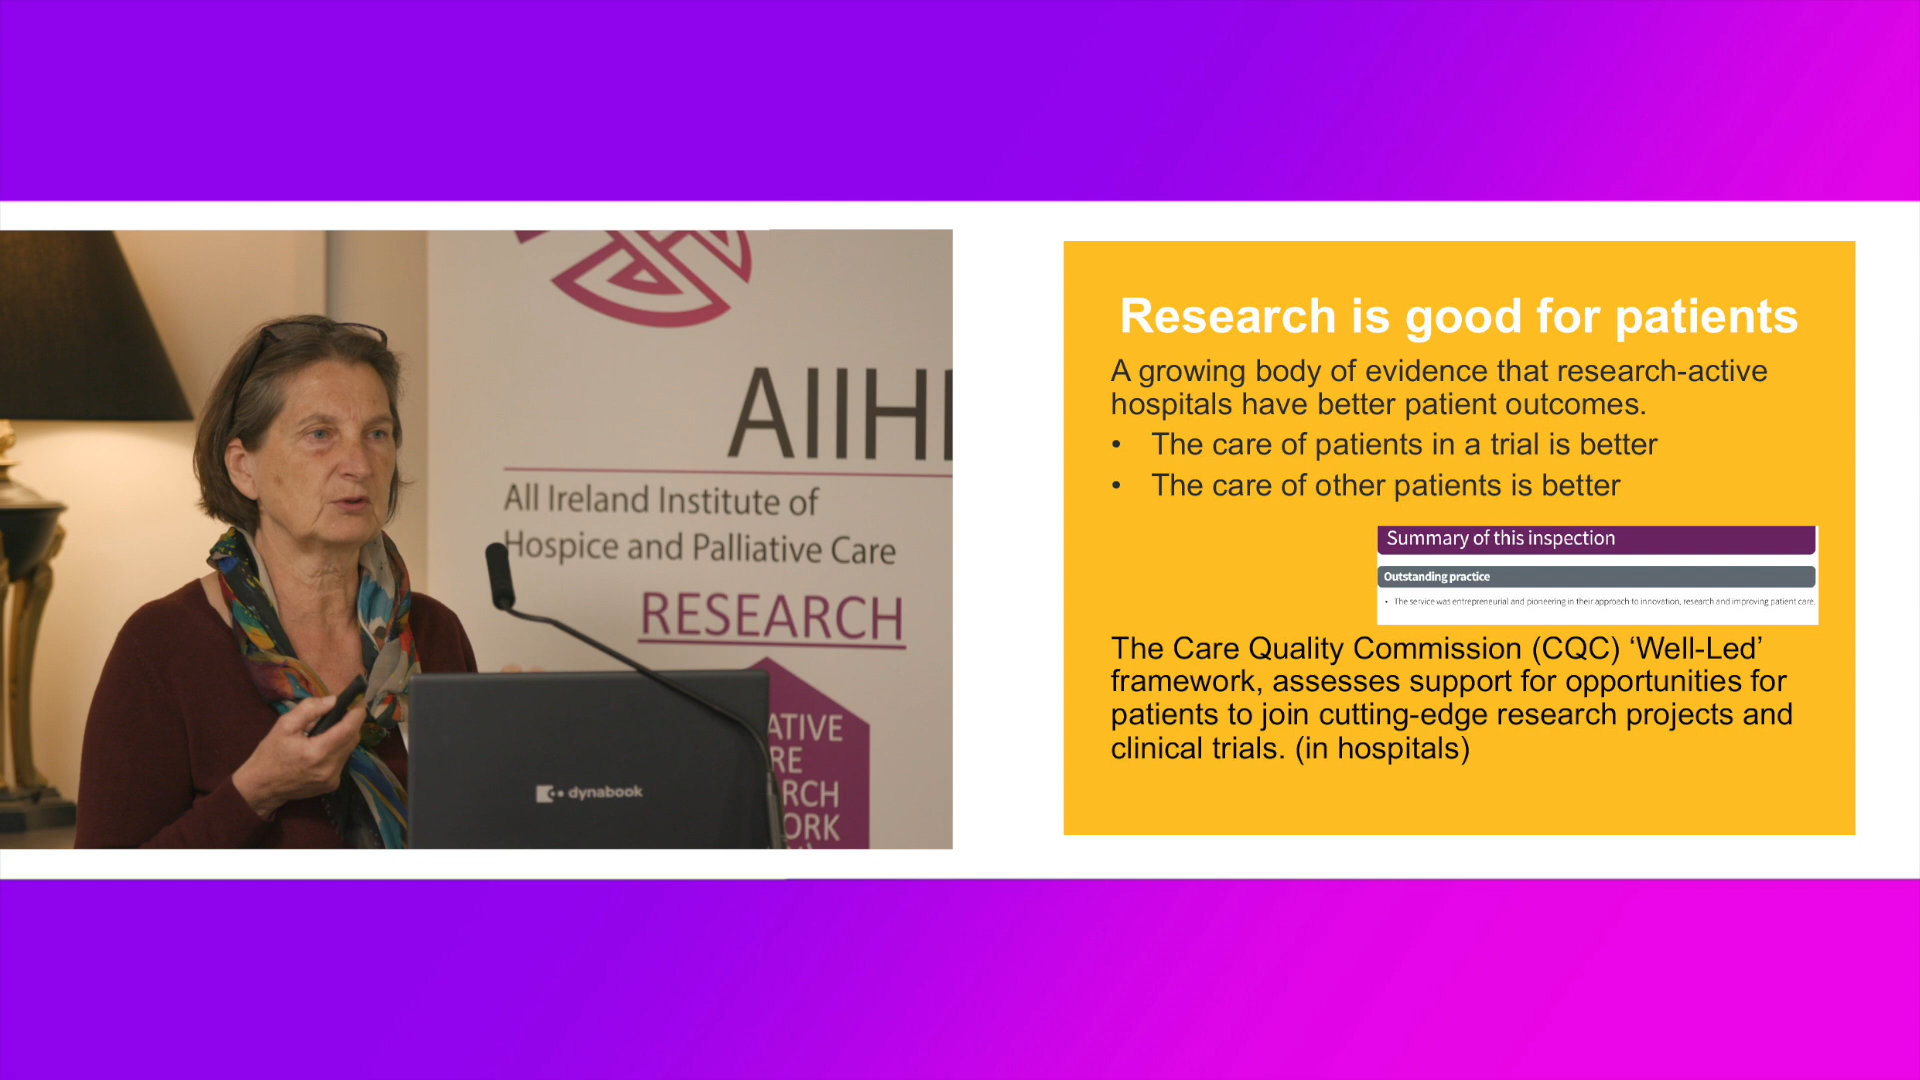 AIIH
All Ireland Institute of
Hospice and Palliative Care
RESEARCH
ATIVE
RE
RCH
ORK
dynabook
Research is good for patients
A growing body of evidence that research-active
hospitals have better patient outcomes.
• The care of patients in a trial is better
• The care of other patients is better
Summary of this inspection
Outstanding practice
• The service was entrepreneurial and pioneering in their approach to innovation, research and improving patient care.
The Care Quality Commission (CQC) ‘Well-Led’
framework, assesses support for opportunities for
patients to join cutting-edge research projects and
clinical trials. (in hospitals)